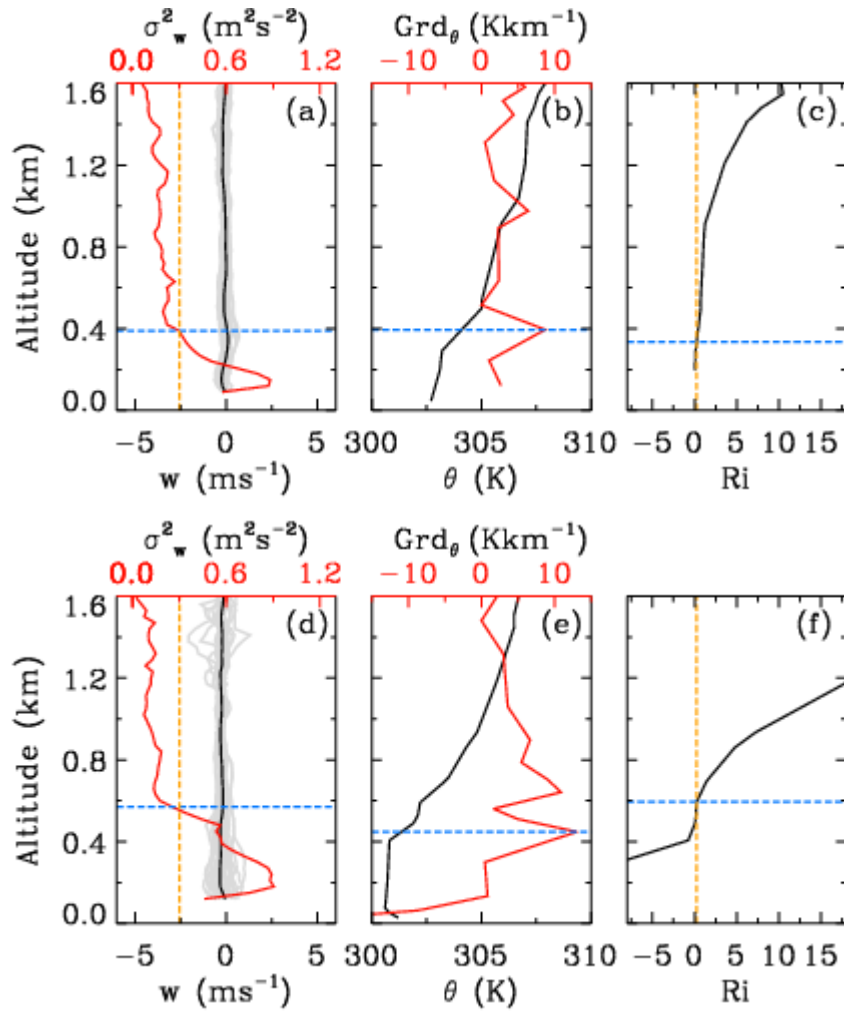 σ²w (m²s⁻²) Grdθ (Kkm⁻¹)
0.0 0.6 1.2 −10 0 10
1.6 (a) (b) (c)
1.2
0.8
0.4
0.0
Altitude (km)
−5 0 5 300 305 310 −5 0 5 10 15
w (ms⁻¹) θ (K) Ri
σ²w (m²s⁻²) Grdθ (Kkm⁻¹)
0.0 0.6 1.2 −10 0 10
1.6 (d) (e) (f)
1.2
0.8
0.4
0.0
Altitude (km)
−5 0 5 300 305 310 −5 0 5 10 15
w (ms⁻¹) θ (K) Ri